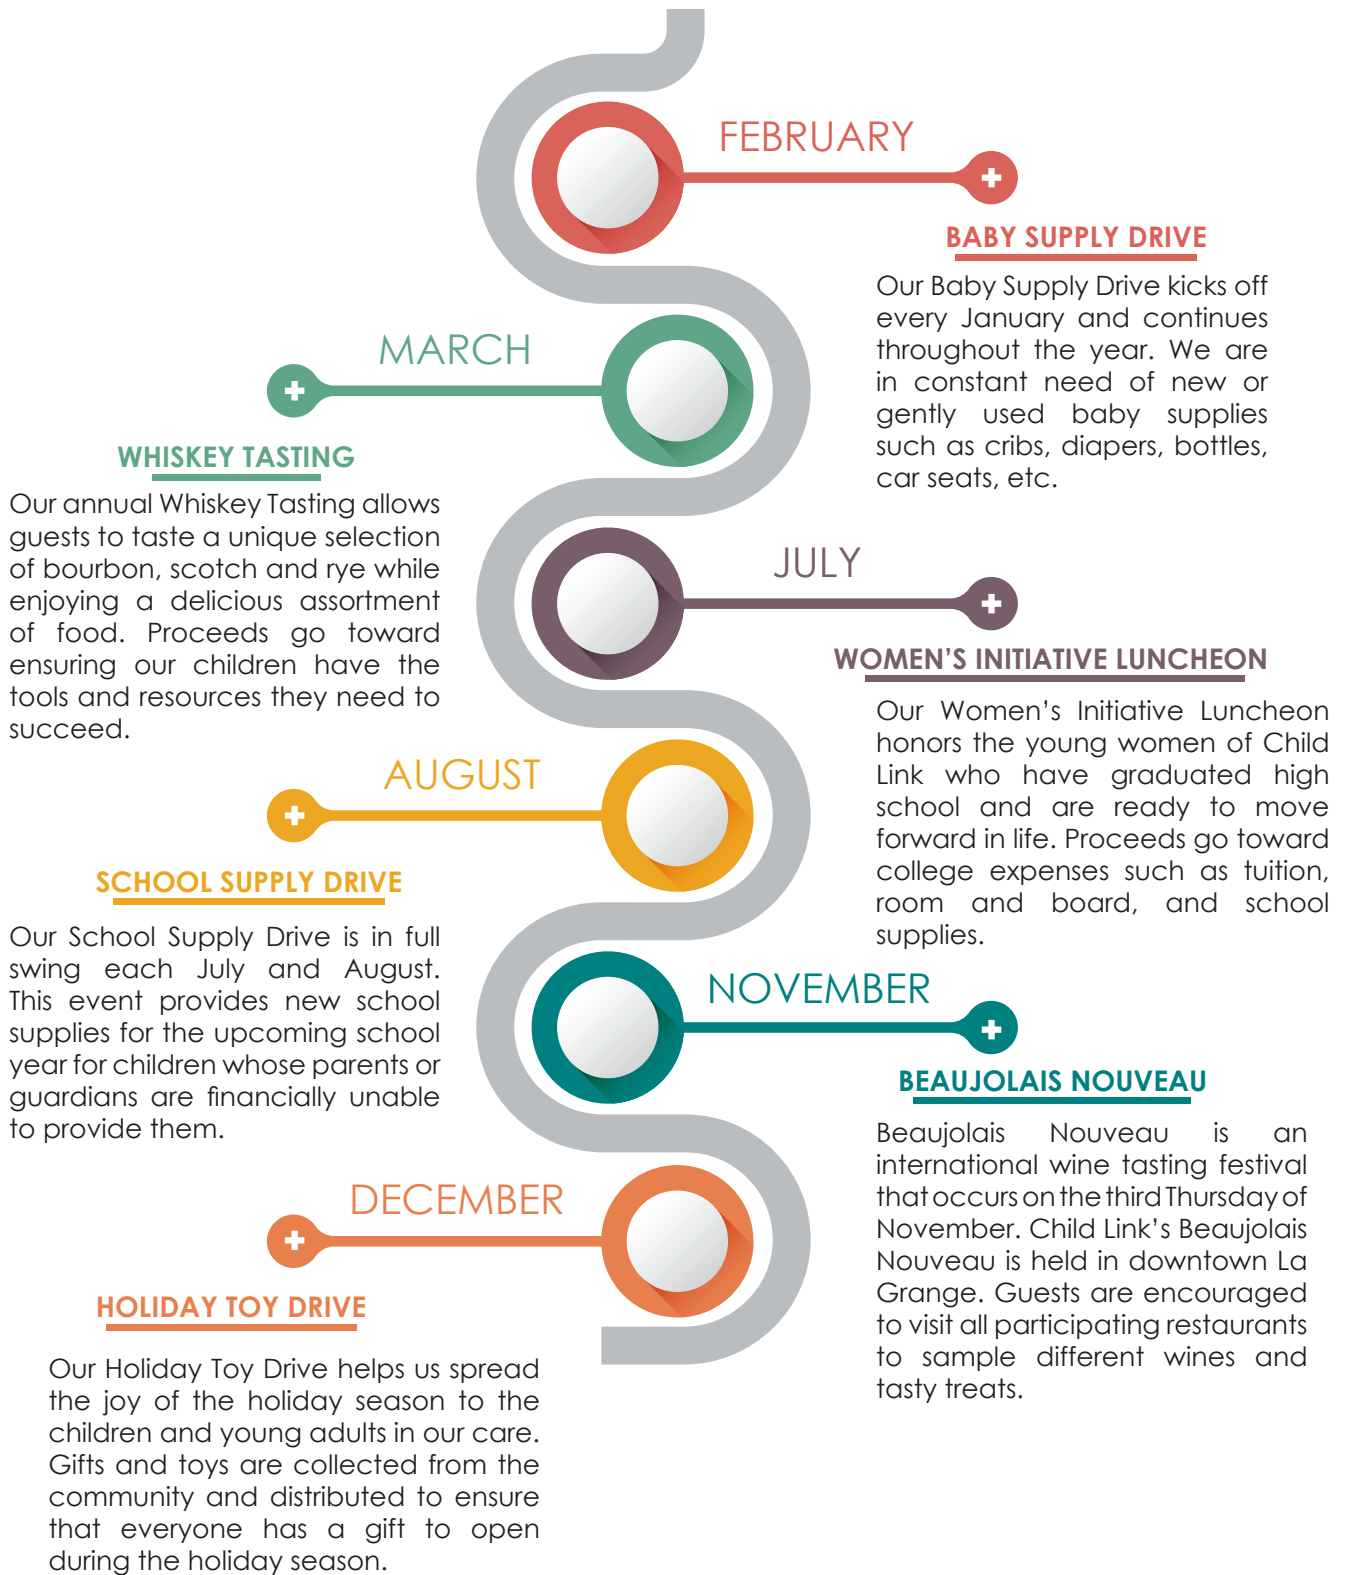 FEBRUARY
BABY SUPPLY DRIVE
Our Baby Supply Drive kicks off
every January and continues
throughout the year. We are
in constant need of new or
gently used baby supplies
such as cribs, diapers, bottles,
car seats, etc.
MARCH
WHISKEY TASTING
Our annual Whiskey Tasting allows
guests to taste a unique selection
of bourbon, scotch and rye while
enjoying a delicious assortment
of food. Proceeds go toward
ensuring our children have the
tools and resources they need to
succeed.
JULY
WOMEN'S INITIATIVE LUNCHEON
Our Women's Initiative Luncheon
honors the young women of Child
Link who have graduated high
school and are ready to move
forward in life. Proceeds go toward
college expenses such as tuition,
room and board, and school
supplies.
AUGUST
SCHOOL SUPPLY DRIVE
Our School Supply Drive is in full
swing each July and August.
This event provides new school
supplies for the upcoming school
year for children whose parents or
guardians are financially unable
to provide them.
NOVEMBER
BEAUJOLAIS NOUVEAU
Beaujolais Nouveau is an
international wine tasting festival
that occurs on the third Thursday of
November. Child Link's Beaujolais
Nouveau is held in downtown La
Grange. Guests are encouraged
to visit all participating restaurants
to sample different wines and
tasty treats.
DECEMBER
HOLIDAY TOY DRIVE
Our Holiday Toy Drive helps us spread
the joy of the holiday season to the
children and young adults in our care.
Gifts and toys are collected from the
community and distributed to ensure
that everyone has a gift to open
during the holiday season.